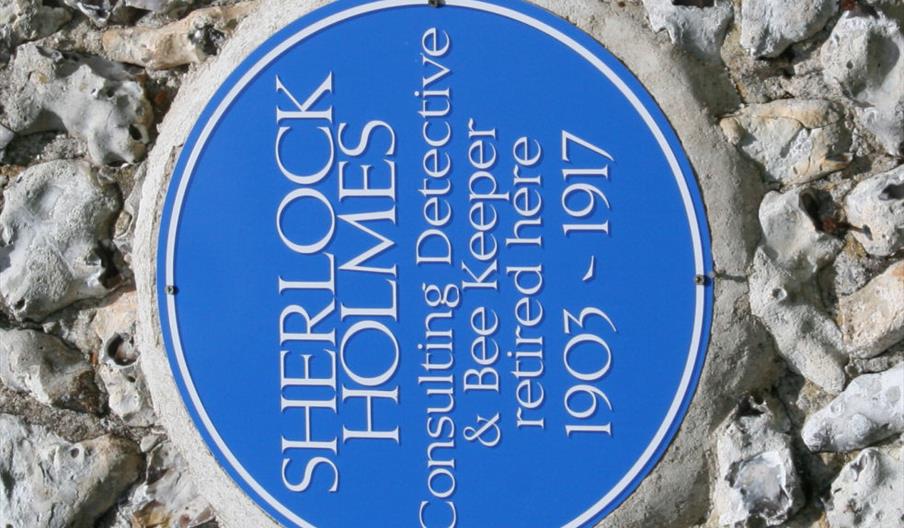 SHERLOCK
HOLMES
Consulting Detective
& Bee Keeper
retired here
1903 - 1917